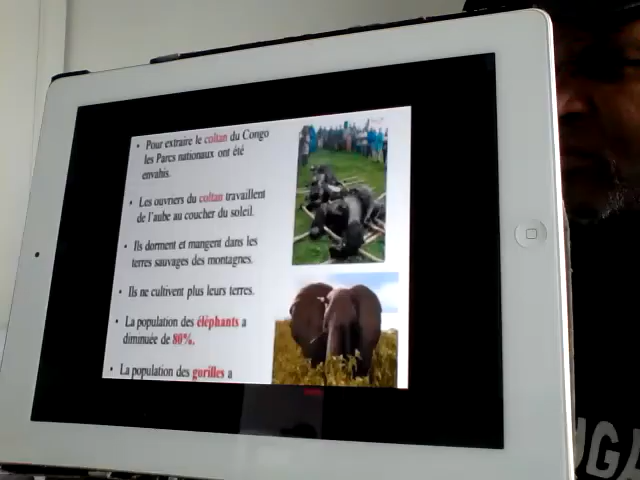 • Pour extraire le coltan du Congo
les Parcs nationaux ont été
envahis.
• Les ouvriers du coltan travaillent
de l'aube au coucher du soleil.
• Ils dorment et mangent dans les
terres sauvages des montagnes.
• Ils ne cultivent plus leurs terres.
• La population des éléphants a
diminuée de 80%.
• La population des gorilles a